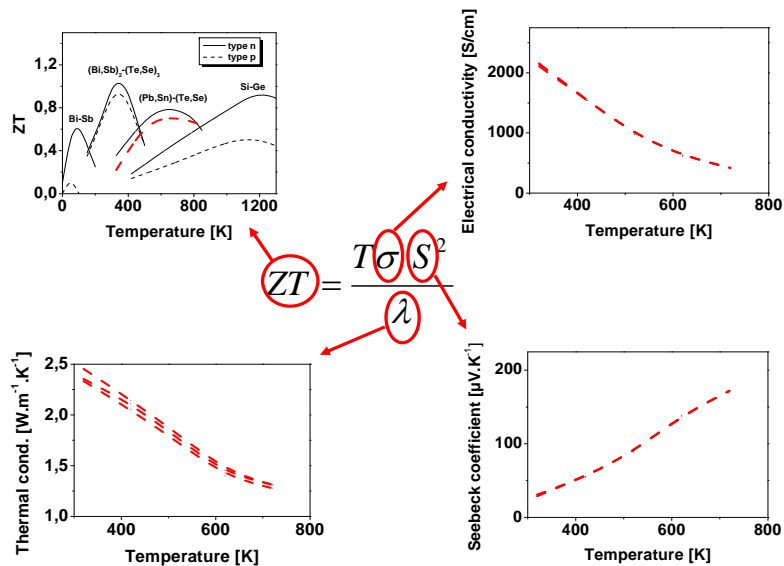 ZT
1,2
0,8
0,4
0,0
0 400 800 1200
Temperature [K]
type n
type p
(Bi,Sb)2-(Te,Se)3
Bi-Sb
(Pb,Sn)-(Te,Se)
Si-Ge
Electrical conductivity [S/cm]
2000
1000
0
400 600 800
Temperature [K]
ZT = TσS²
λ
Thermal cond. [W.m-1.K-1]
2,5
2,0
1,5
1,0
400 600 800
Temperature [K]
Seebeck coefficient [µV.K-1]
200
100
0
400 600 800
Temperature [K]